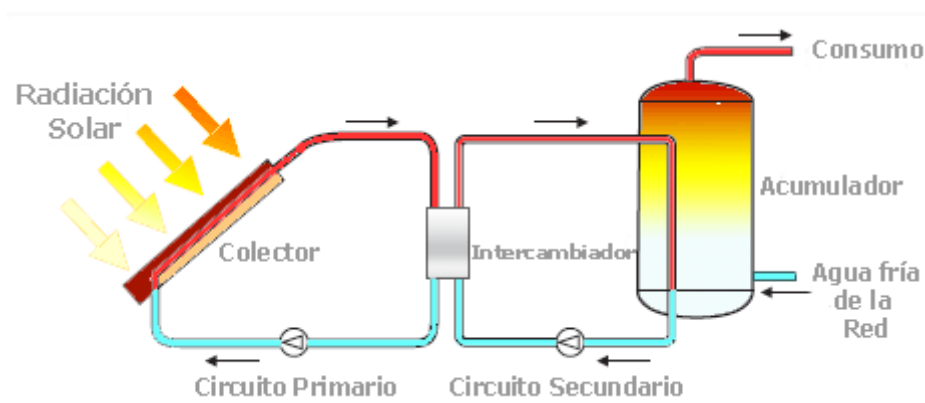 Consumo
Radiación
Solar
Acumulador
Colector
Intercambiador
Agua fría
de la
Red
Circuito Primario
Circuito Secundario